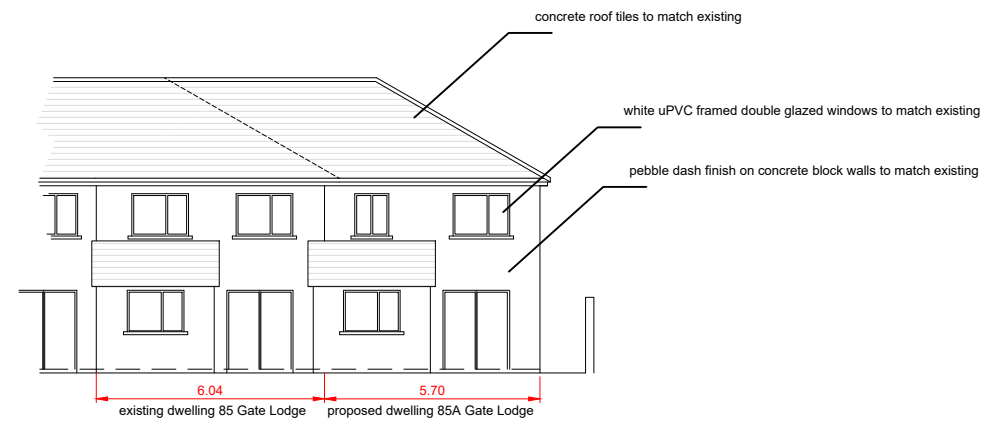 concrete roof tiles to match existing
white uPVC framed double glazed windows to match existing
pebble dash finish on concrete block walls to match existing
6.04
5.70
existing dwelling 85 Gate Lodge
proposed dwelling 85A Gate Lodge